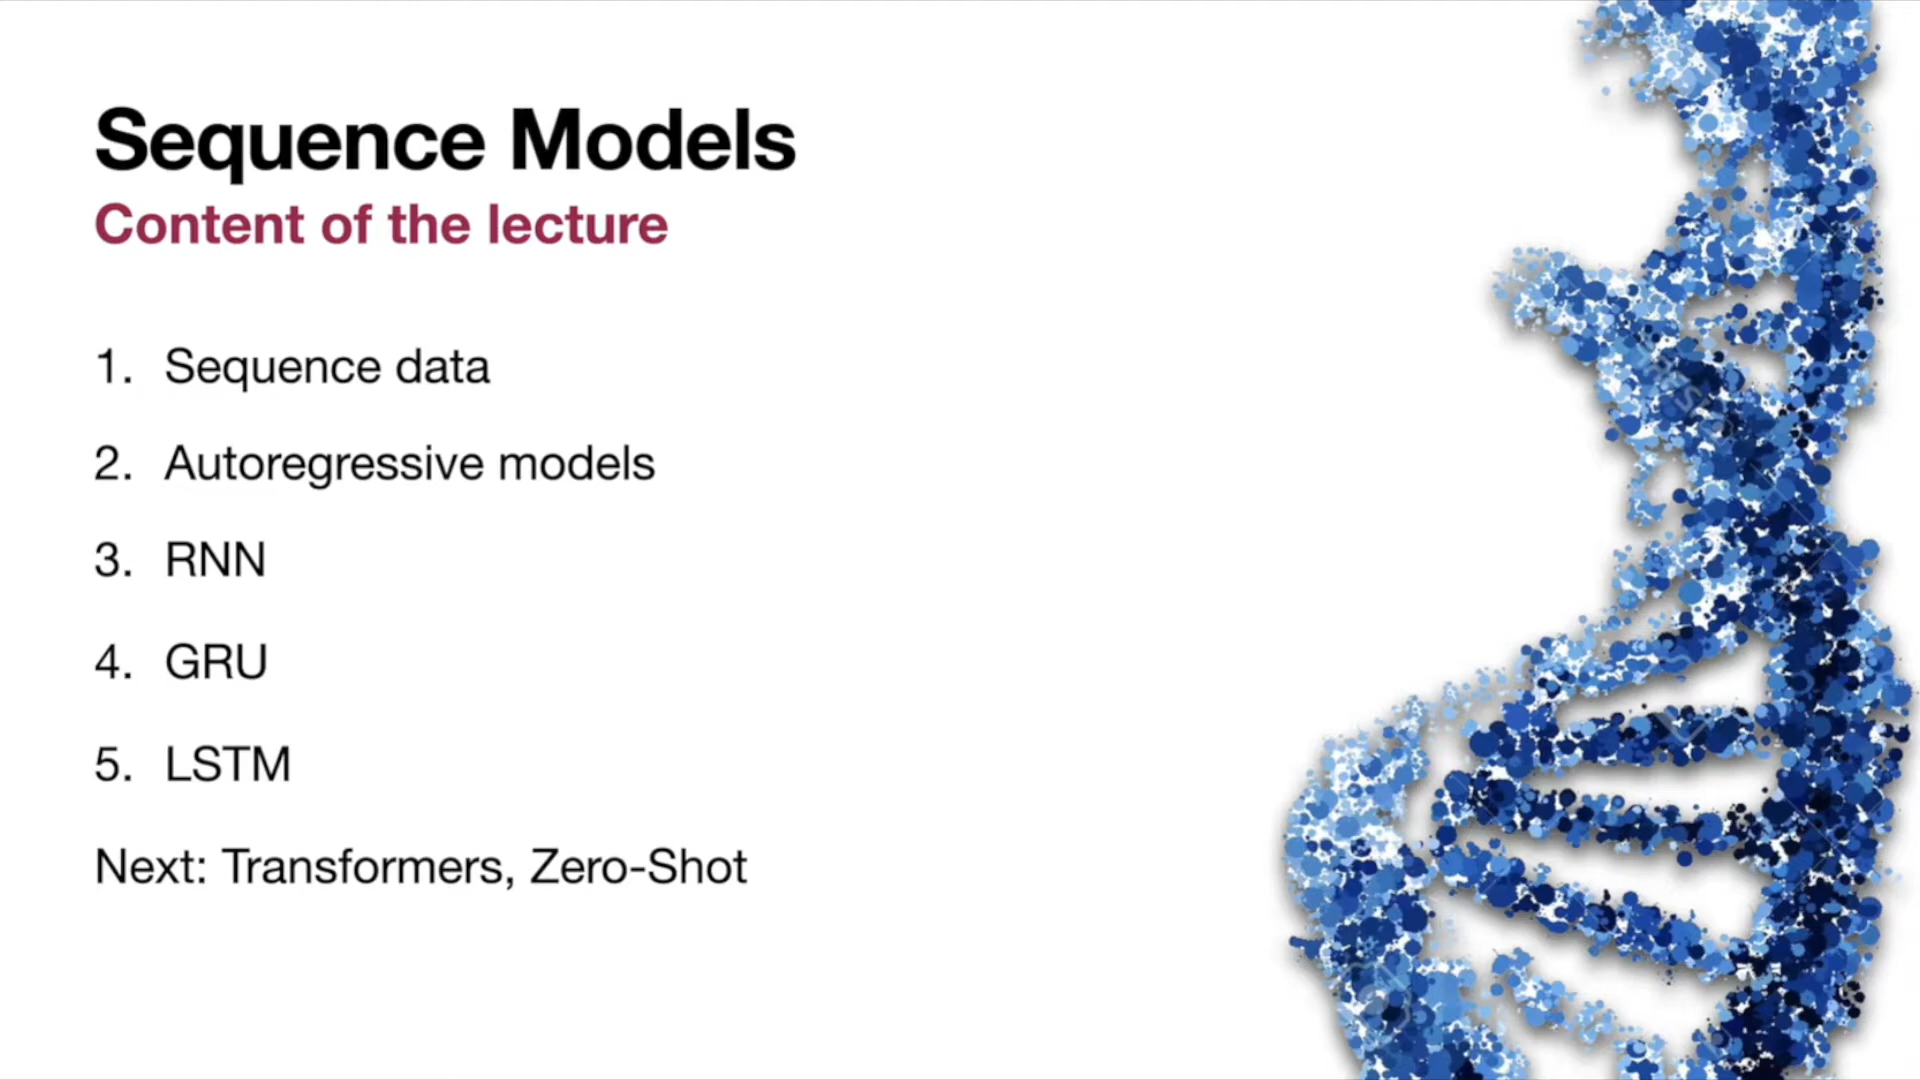 Sequence Models
Content of the lecture
1. Sequence data
2. Autoregressive models
3. RNN
4. GRU
5. LSTM
Next: Transformers, Zero-Shot